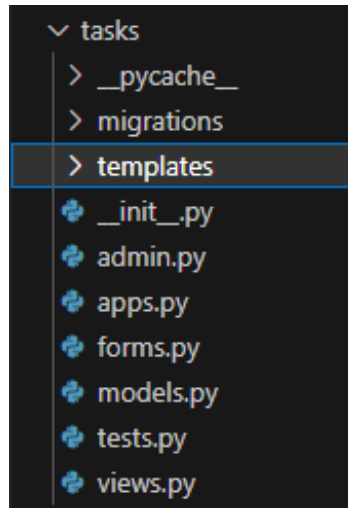 tasks
__pycache__
migrations
templates
__init__.py
admin.py
apps.py
forms.py
models.py
tests.py
views.py